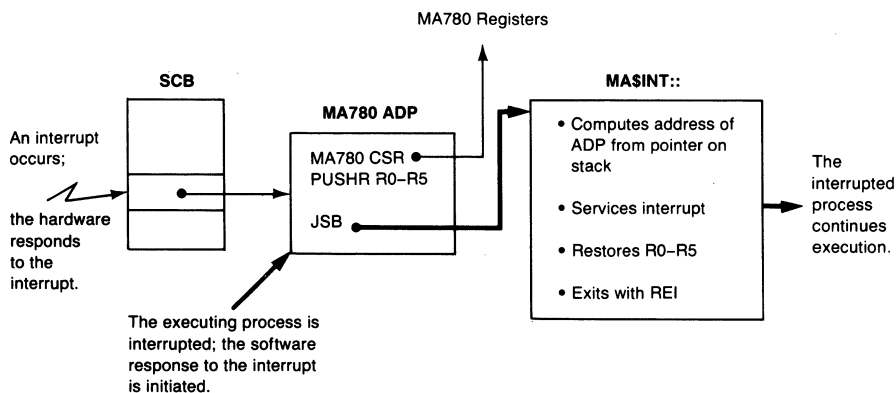 MA780 Registers
SCB
An interrupt
occurs;
the hardware
responds
to the
interrupt.
MA780 ADP
MA780 CSR
PUSHR R0–R5
JSB
The executing process is
interrupted; the software
response to the interrupt
is initiated.
MA$INT::
• Computes address of
ADP from pointer on
stack
• Services interrupt
• Restores R0–R5
• Exits with REI
The
interrupted
process
continues
execution.